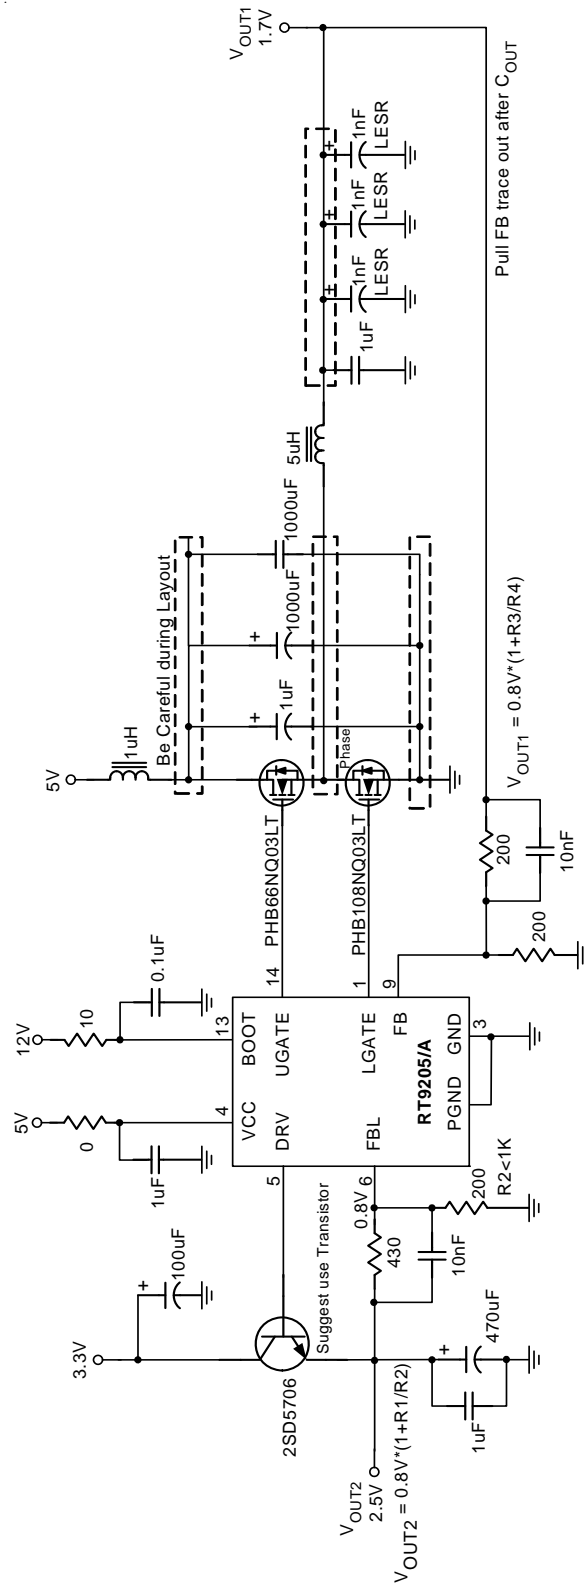 3.3V
100uF
+
2SD5706
Suggest use Transistor
VOUT2
2.5V
VOUT2 = 0.8V*(1+R1/R2)
1uF
+
470uF
430
10nF
0.8V
200
R2<1K
5V
0
1uF
12V
10
0.1uF
5
DRV
4
VCC
13
BOOT
14
UGATE
1
LGATE
9
FB
6
FBL
RT9205/A
PGND
GND
3
PHB66NQ03LT
PHB108NQ03LT
5V
1uH
Be Careful during Layout
+
1uF
+
1000uF
1000uF
Phase
5uH
1uF
+
1nF
LESR
+
1nF
LESR
+
1nF
LESR
VOUT1
1.7V
Pull FB trace out after COUT
VOUT1 = 0.8V*(1+R3/R4)
200
10nF
200